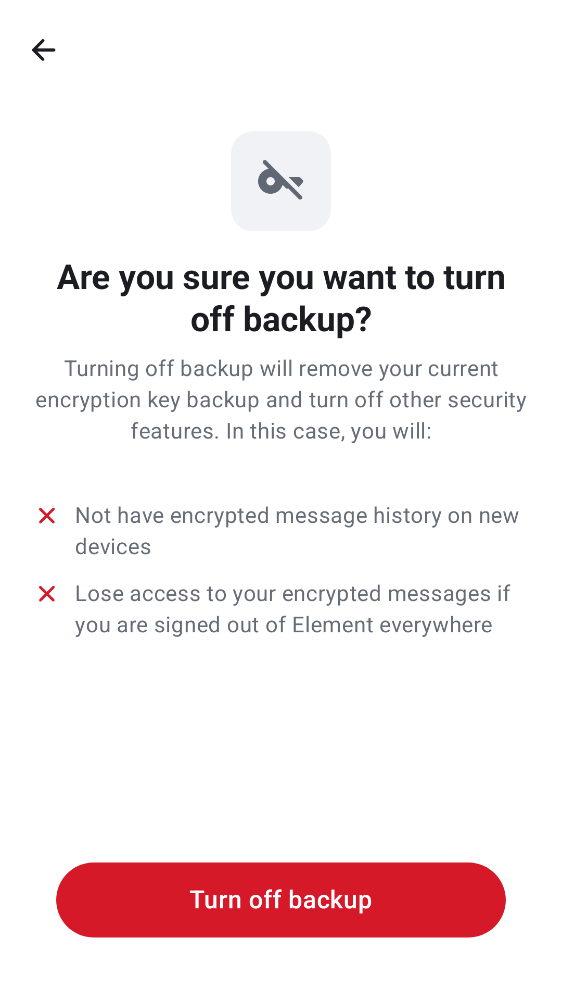 Are you sure you want to turn
off backup?
Turning off backup will remove your current
encryption key backup and turn off other security
features. In this case, you will:
Not have encrypted message history on new
devices
Lose access to your encrypted messages if
you are signed out of Element everywhere
Turn off backup